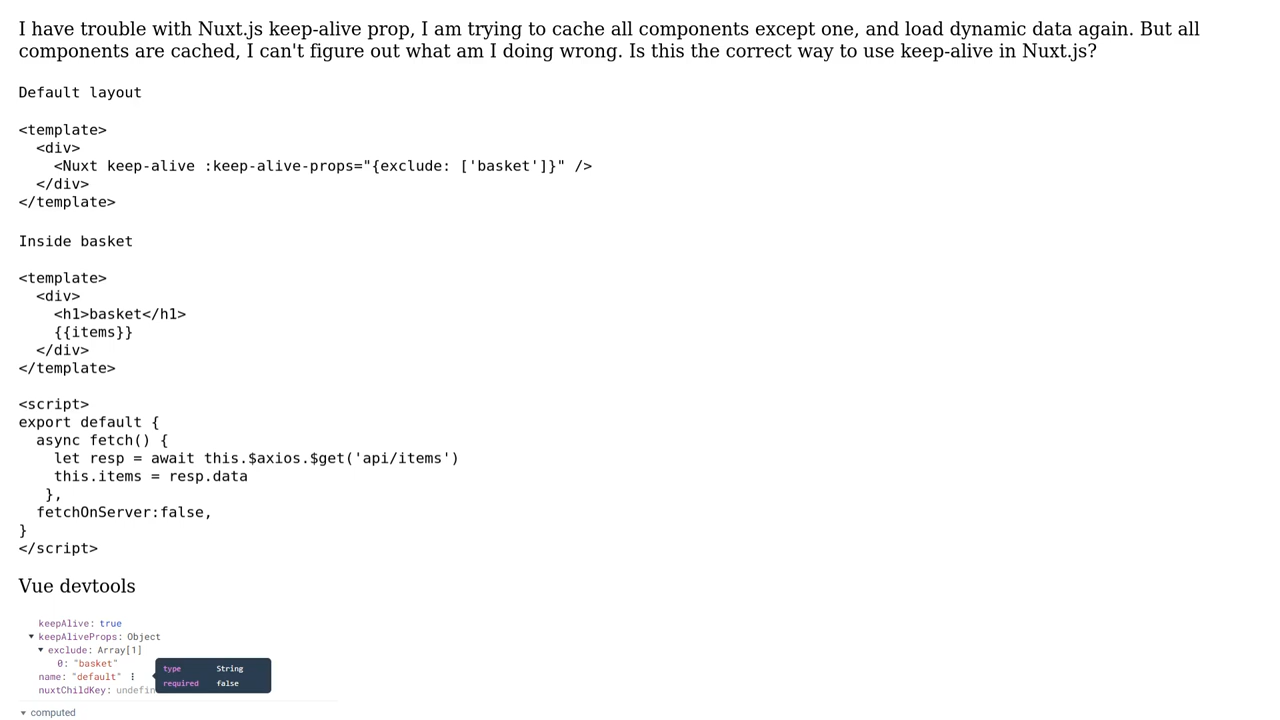 I have trouble with Nuxt.js keep-alive prop, I am trying to cache all components except one, and load dynamic data again. But all
components are cached, I can't figure out what am I doing wrong. Is this the correct way to use keep-alive in Nuxt.js?
Default layout
<template>
  <div>
    <Nuxt keep-alive :keep-alive-props="{exclude: ['basket']}" />
  </div>
</template>
Inside basket
<template>
  <div>
    <h1>basket</h1>
    {{items}}
  </div>
</template>
<script>
export default {
  async fetch() {
    let resp = await this.$axios.$get('api/items')
    this.items = resp.data
   },
  fetchOnServer:false,
}
</script>
Vue devtools
keepAlive: true
keepAliveProps: Object
exclude: Array[1]
0: "basket"
type String
name: "default"
required false
nuxtChildKey: undefin
computed